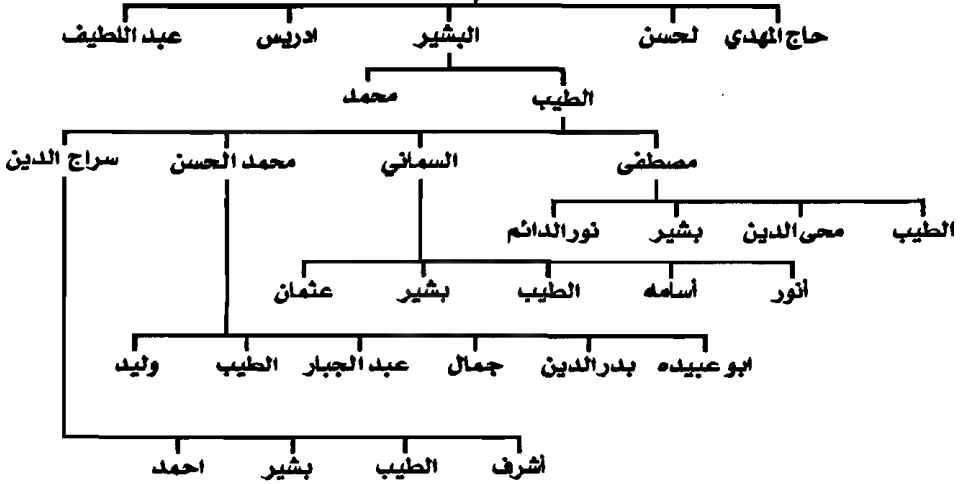 حاج المهدي لحسن البشير ادريس عبد اللطيف
الطيب محمد
مصطفى السماني محمد الحسن سراج الدين
الطيب محى الدين بشير نور الدائم
أنور أسامه الطيب بشير عثمان
ابو عبيده بدر الدين جمال عبد الجبار الطيب وليد
أشرف الطيب بشير احمد